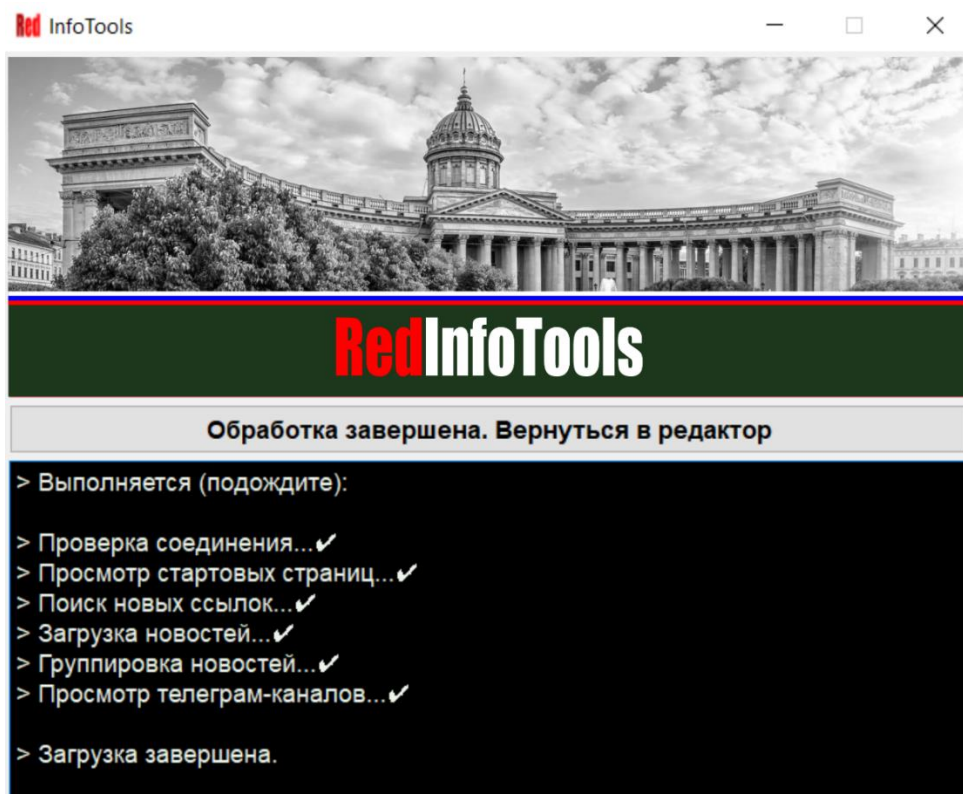 Red InfoTools
RedInfoTools
Обработка завершена. Вернуться в редактор
> Выполняется (подождите):
> Проверка соединения...✔
> Просмотр стартовых страниц...✔
> Поиск новых ссылок...✔
> Загрузка новостей...✔
> Группировка новостей...✔
> Просмотр телеграм-каналов...✔
> Загрузка завершена.